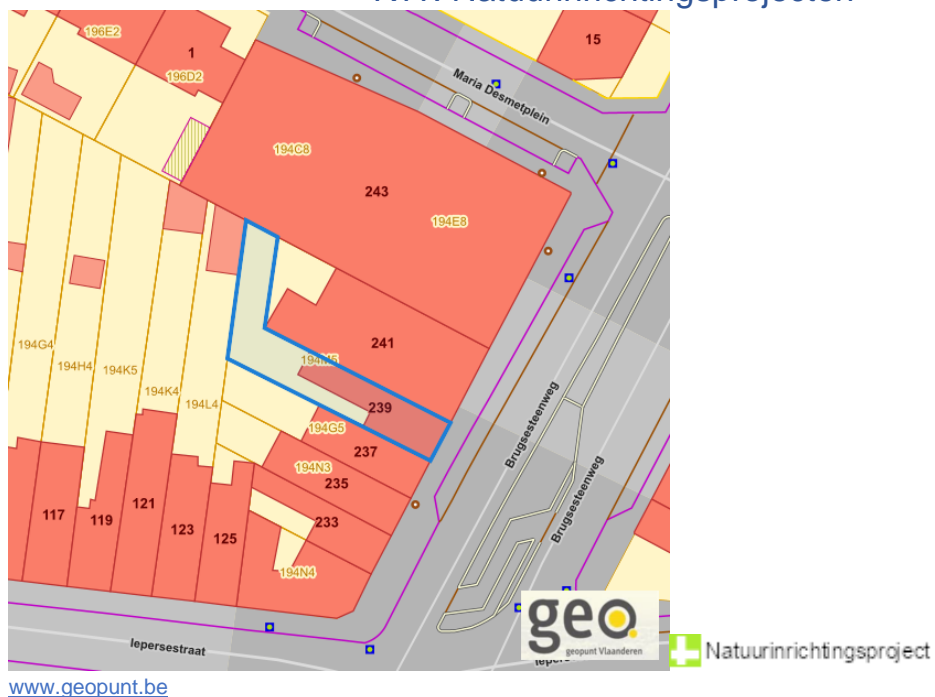 196E2
1
196D2
15
Maria Desmetplein
194C8
243
194E8
194G4
194H4
194K5
194K4
194L4
241
239
194G5
237
194N3
235
233
194N4
117
119
121
123
125
Brugsesteenweg
Brugsesteenweg
Iepersestraat
geo
geopunt Vlaanderen
Natuurinrichtingsproject
www.geopunt.be